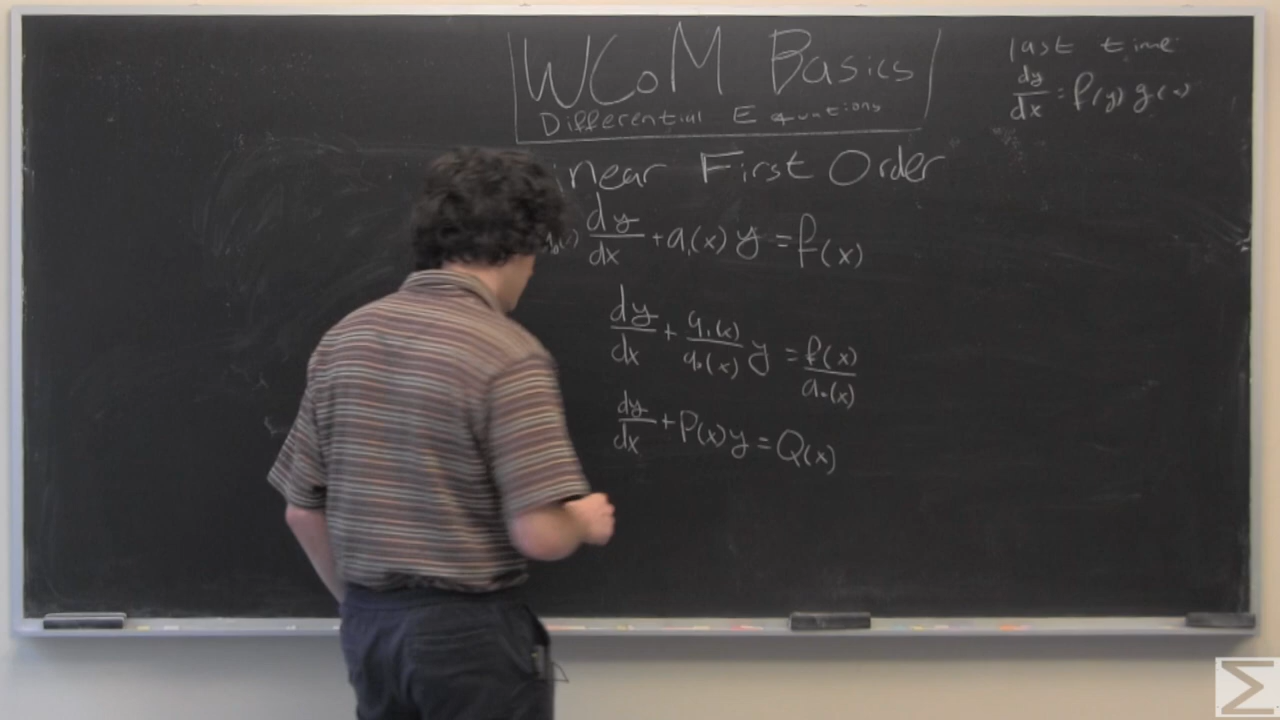 WCoM Basics
Differential Equations
last time
dy/dx = f(y) g(x)
inear First Order
a₀(x) dy/dx + a₁(x) y = f(x)
dy/dx + a₁(x)/a₀(x) y = f(x)/a₀(x)
dy/dx + P(x) y = Q(x)
Σ